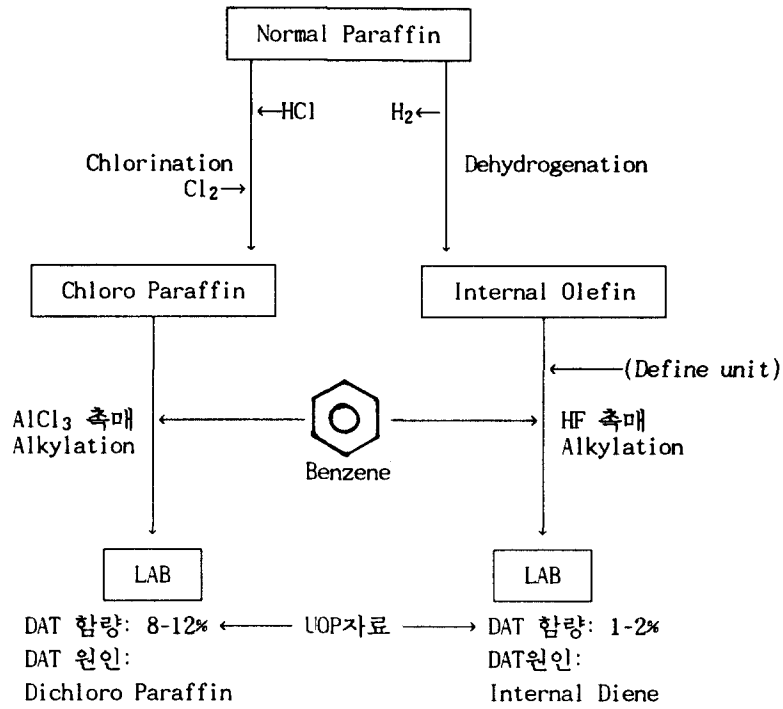 Normal Paraffin
←HCl
H₂←
Chlorination
Cl₂→
Dehydrogenation
Chloro Paraffin
Internal Olefin
(Define unit)
AlCl₃ 촉매
Alkylation
HF 촉매
Alkylation
Benzene
LAB
LAB
DAT 함량: 8-12% ← UOP자료 → DAT 함량: 1-2%
DAT 원인:
DAT원인:
Dichloro Paraffin
Internal Diene